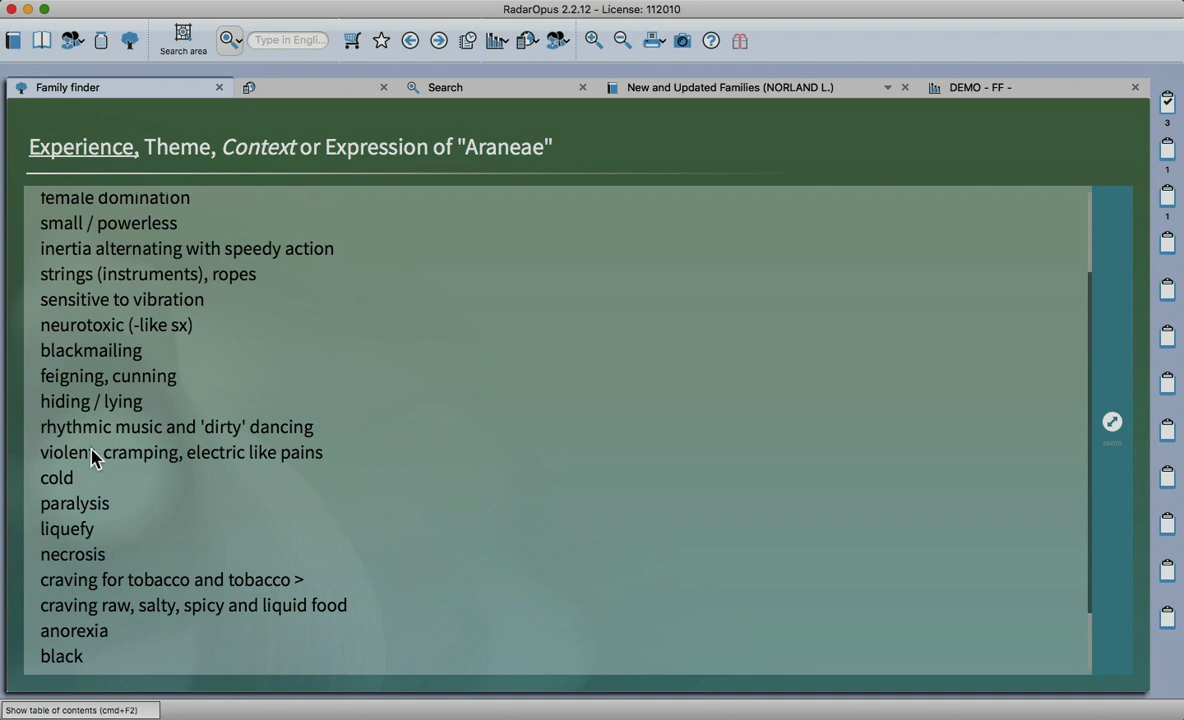 RadarOpus 2.2.12 - License: 112010
Search area
Type in Engli...
Family finder
Search
New and Updated Families (NORLAND L.)
DEMO - FF -
Experience, Theme, Context or Expression of "Araneae"
female domination
small / powerless
inertia alternating with speedy action
strings (instruments), ropes
sensitive to vibration
neurotoxic (-like sx)
blackmailing
feigning, cunning
hiding / lying
rhythmic music and 'dirty' dancing
violent, cramping, electric like pains
cold
paralysis
liquefy
necrosis
craving for tobacco and tobacco >
craving raw, salty, spicy and liquid food
anorexia
black
zoom
3
1
1
Show table of contents (cmd+F2)